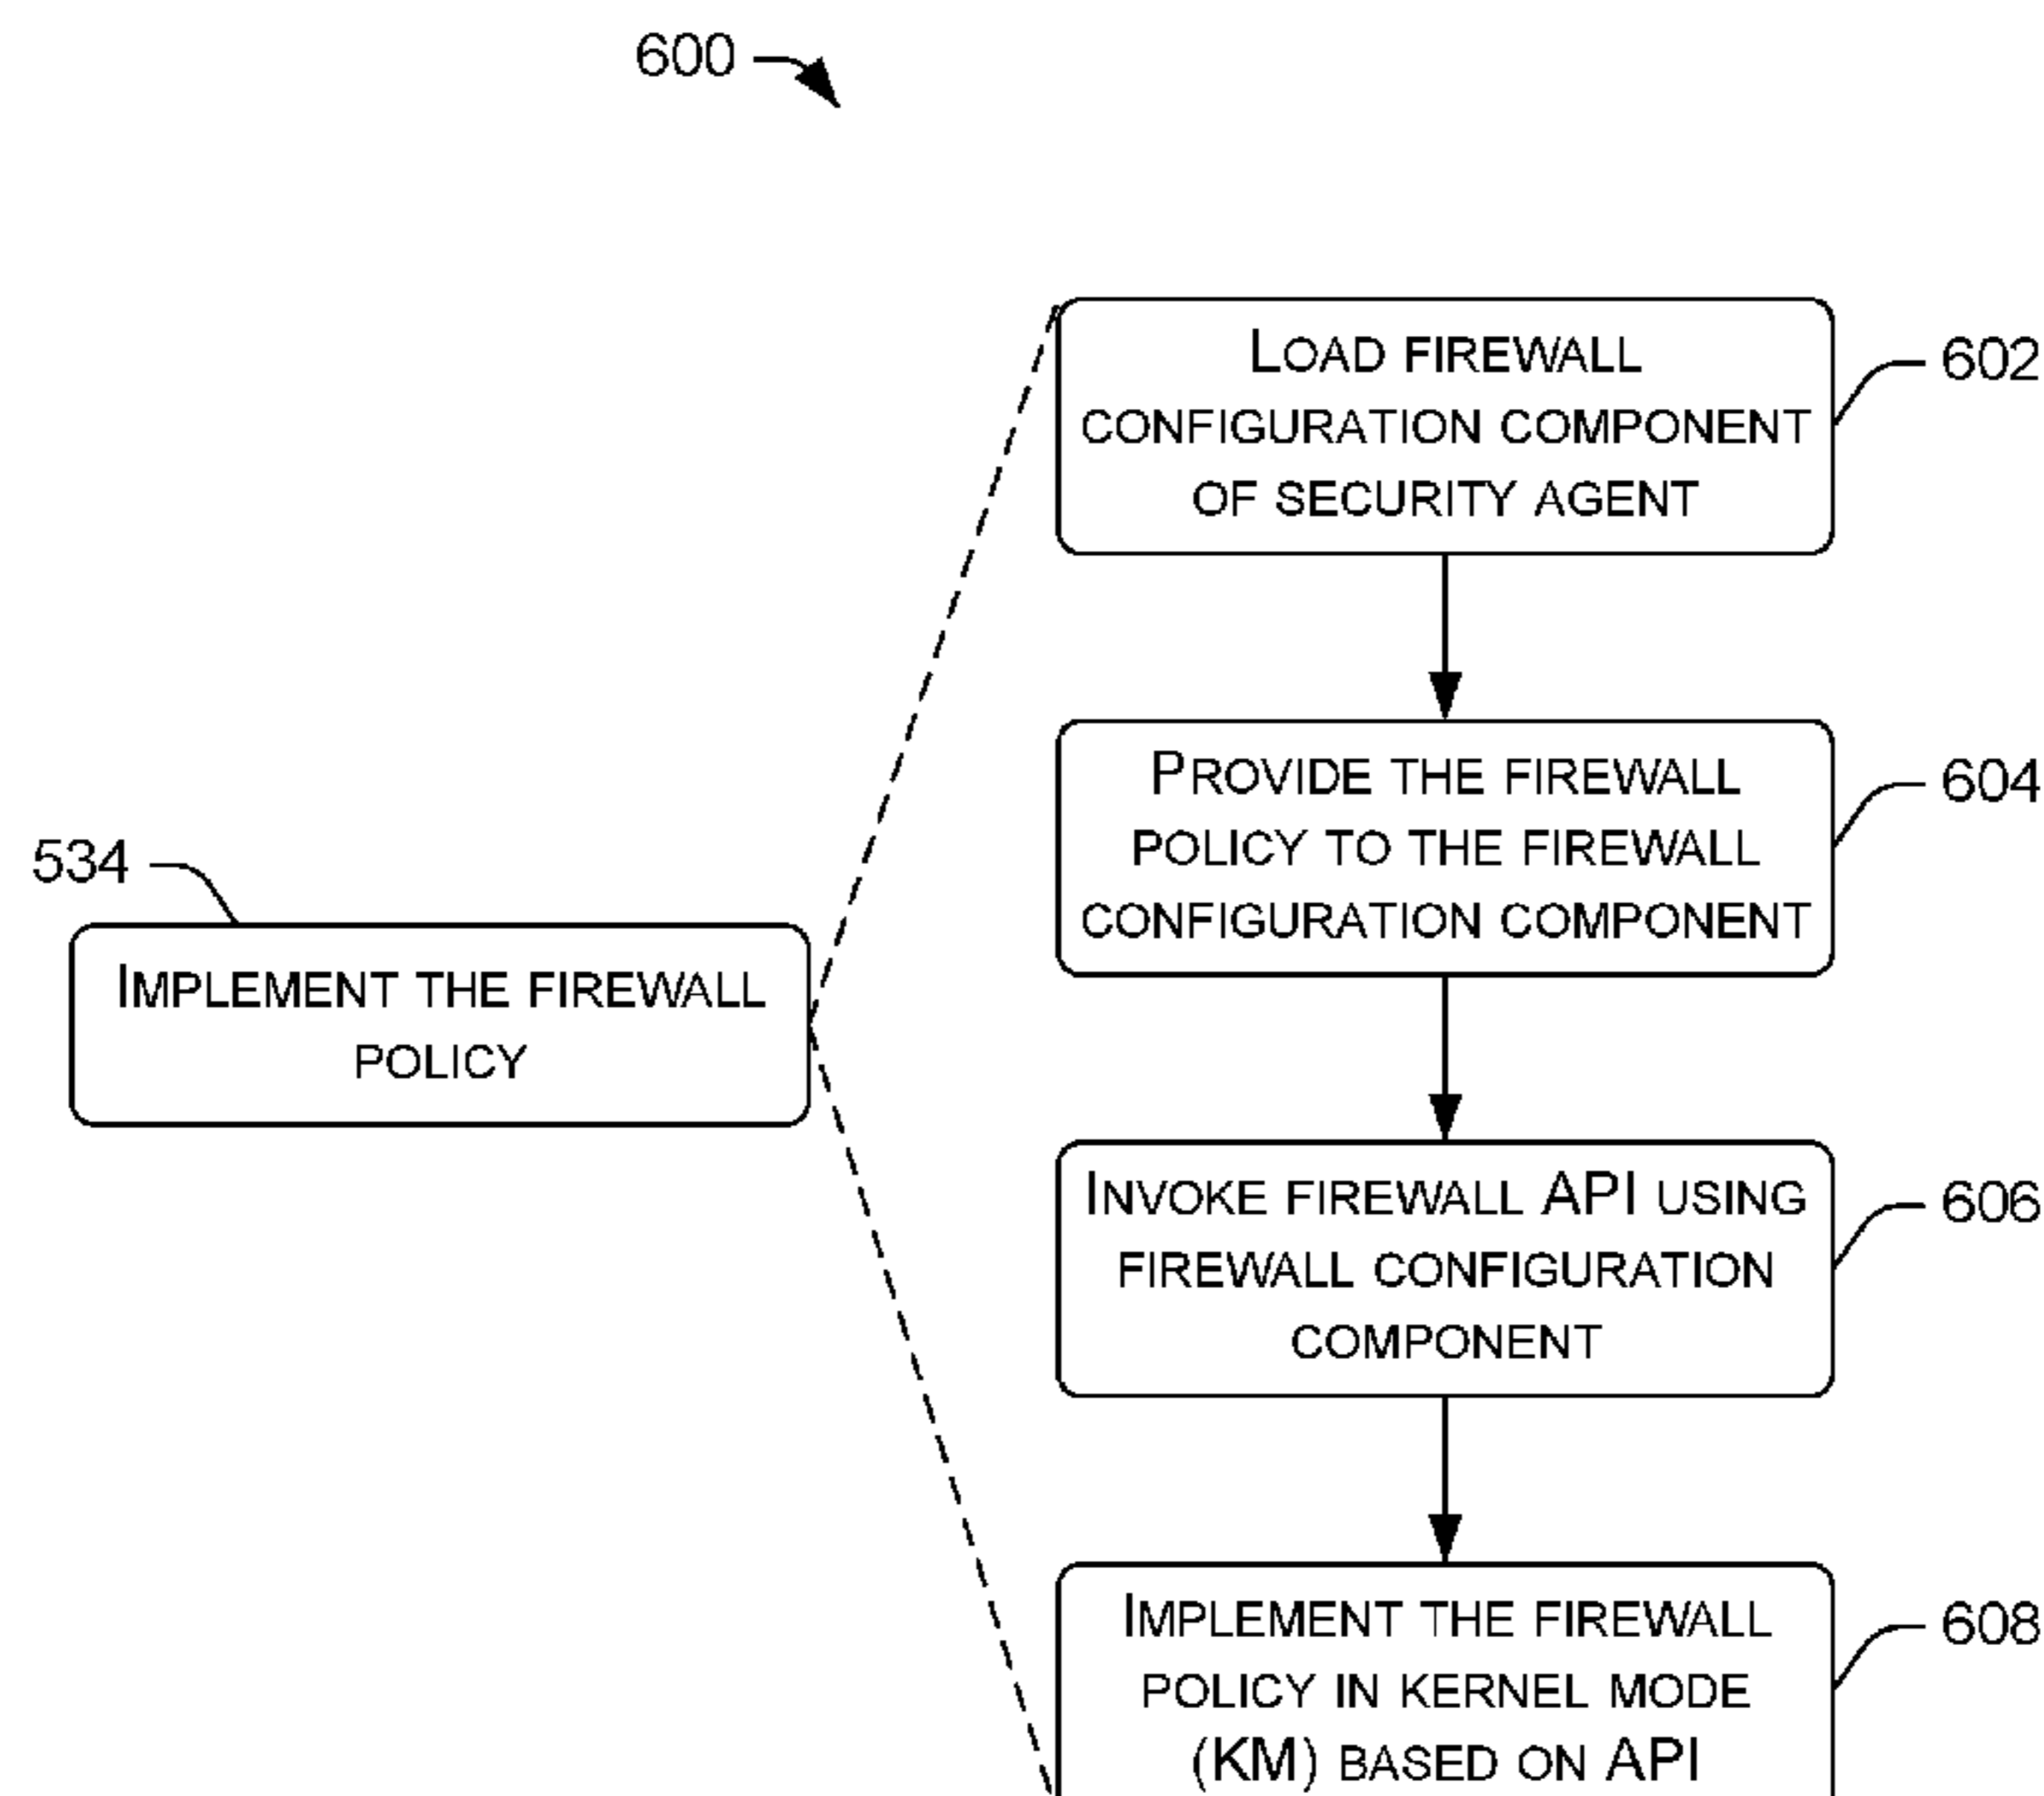 600
LOAD FIREWALL
CONFIGURATION COMPONENT
OF SECURITY AGENT
602
PROVIDE THE FIREWALL
POLICY TO THE FIREWALL
CONFIGURATION COMPONENT
604
534
IMPLEMENT THE FIREWALL
POLICY
INVOKE FIREWALL API USING
FIREWALL CONFIGURATION
COMPONENT
606
IMPLEMENT THE FIREWALL
POLICY IN KERNEL MODE
(KM) BASED ON API
608